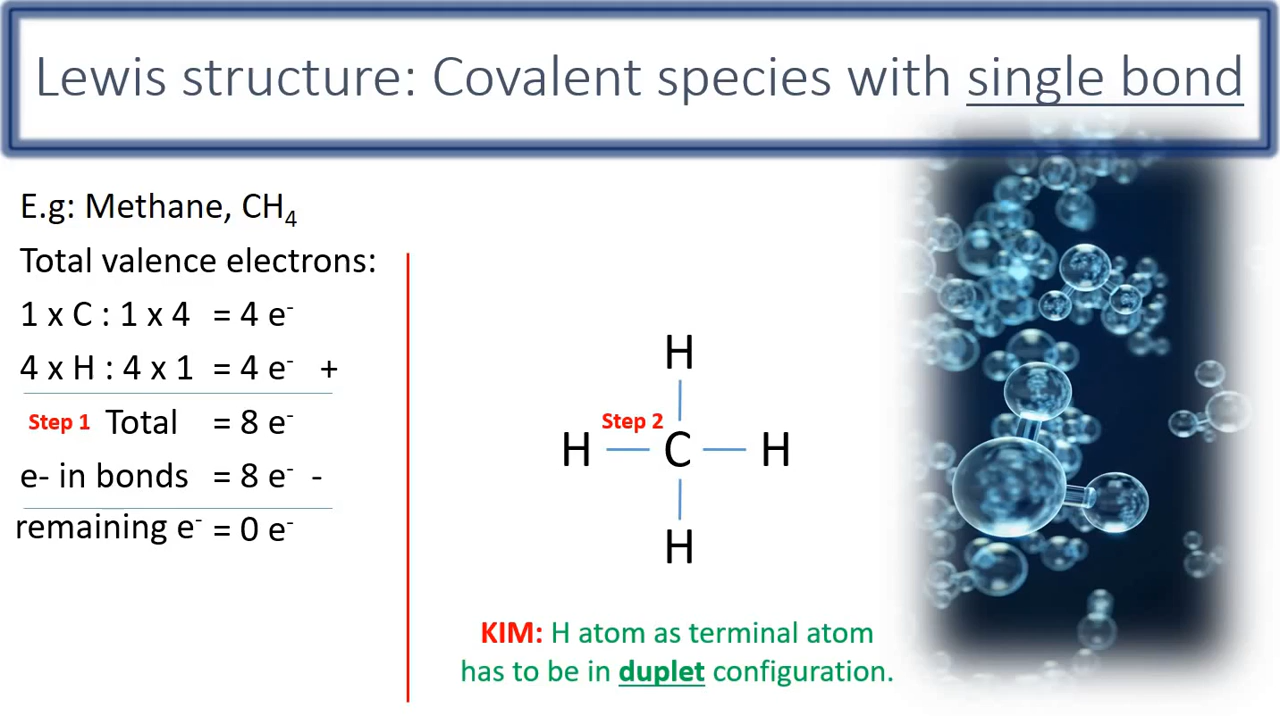 Lewis structure: Covalent species with single bond
E.g: Methane, CH₄
Total valence electrons:
1 x C : 1 x 4 = 4 e⁻
4 x H : 4 x 1 = 4 e⁻ +
Step 1 Total = 8 e⁻
e- in bonds = 8 e⁻ -
remaining e⁻ = 0 e⁻
H
Step 2
H — C — H
H
KIM: H atom as terminal atom
has to be in duplet configuration.